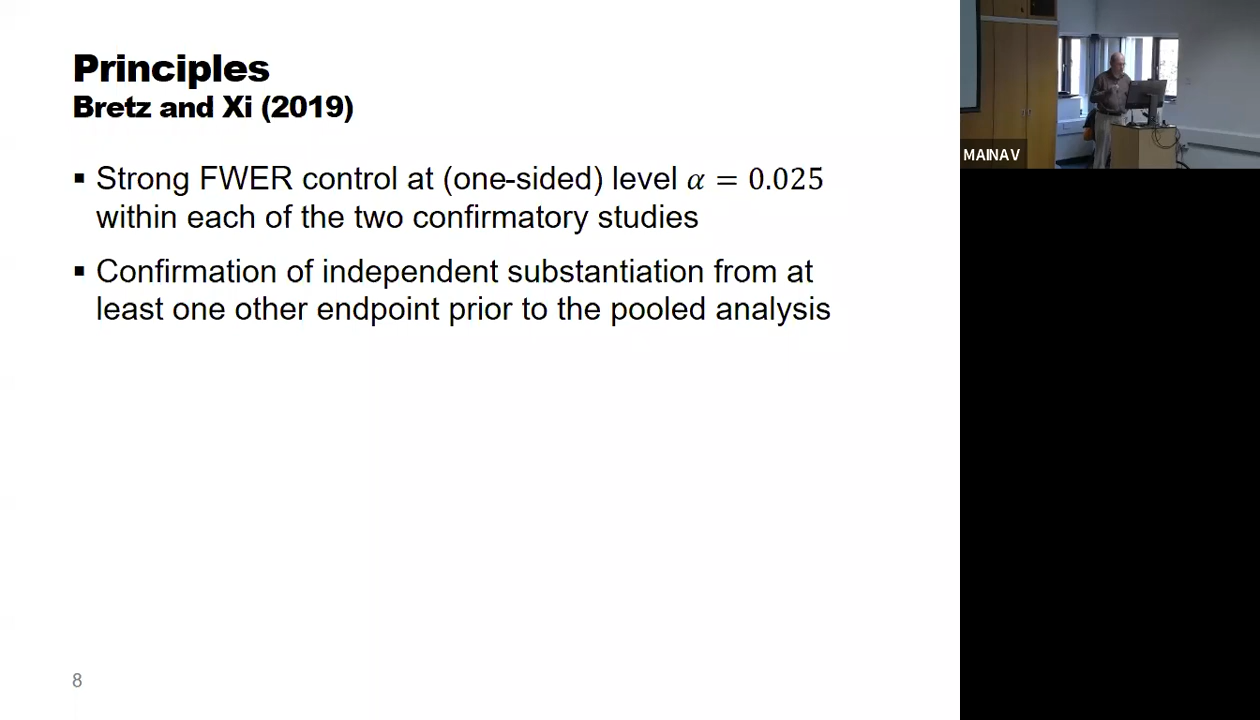 Principles
Bretz and Xi (2019)
▪ Strong FWER control at (one-sided) level α = 0.025
within each of the two confirmatory studies
▪ Confirmation of independent substantiation from at
least one other endpoint prior to the pooled analysis
8
MAINAV